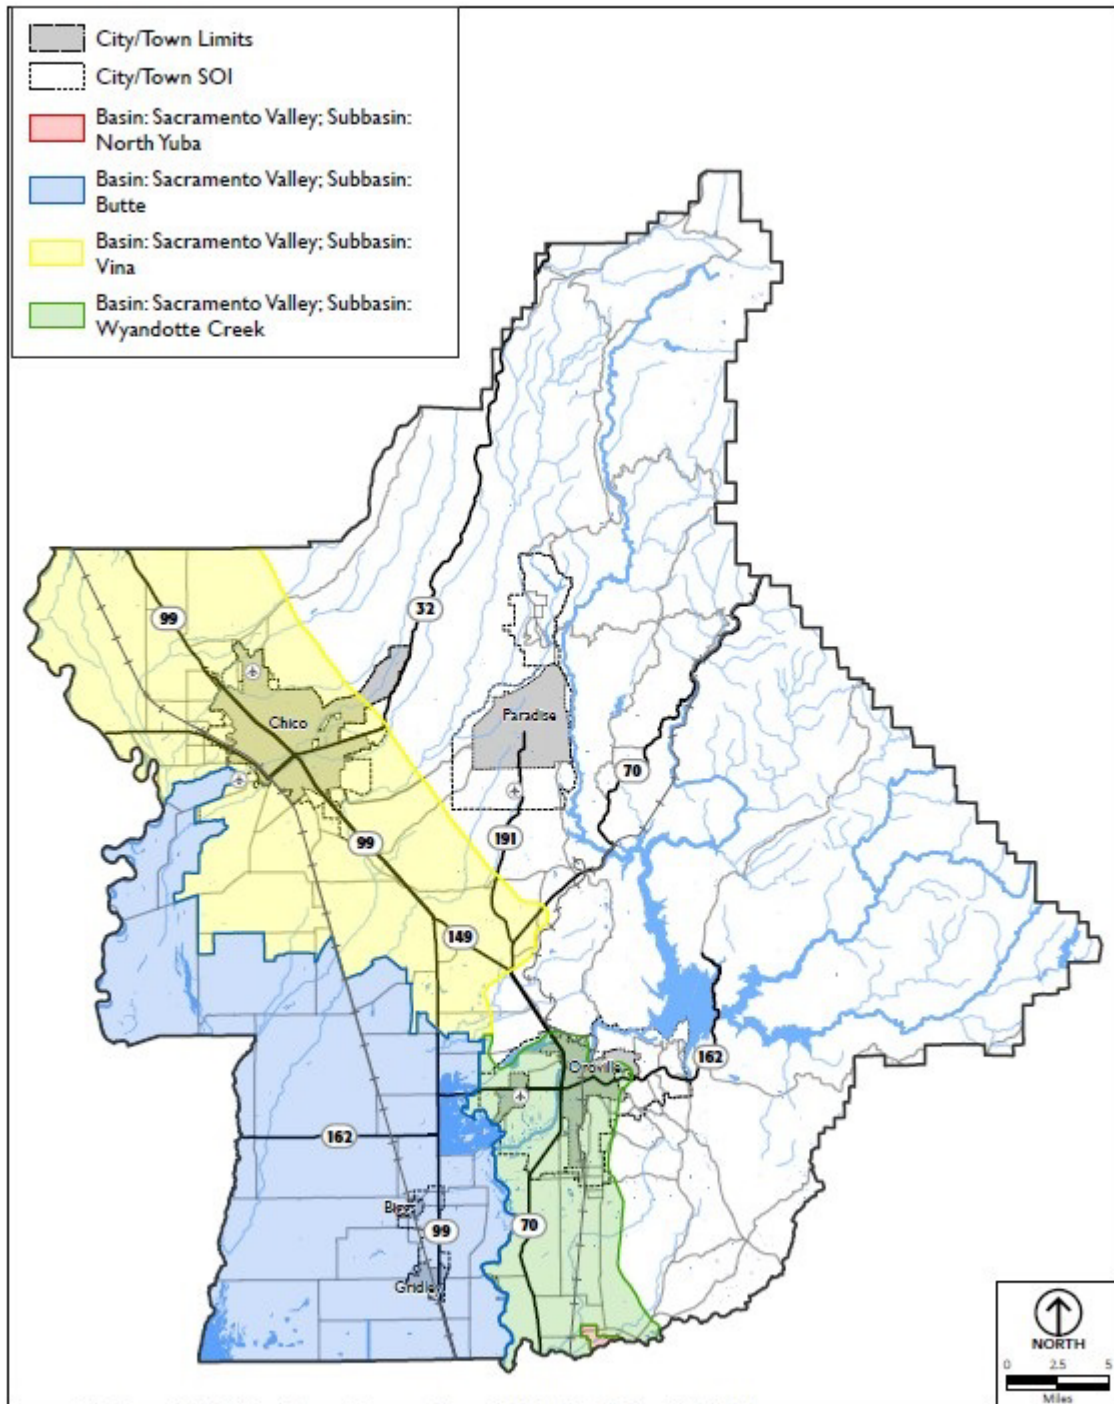 City/Town Limits
City/Town SOI
Basin: Sacramento Valley; Subbasin:
North Yuba
Basin: Sacramento Valley; Subbasin:
Butte
Basin: Sacramento Valley; Subbasin:
Vina
Basin: Sacramento Valley; Subbasin:
Wyandotte Creek
99
32
Chico
Paradise
70
191
99
149
Oroville
162
162
Biggs
99
70
Gridley
NORTH
0 2.5 5
Miles